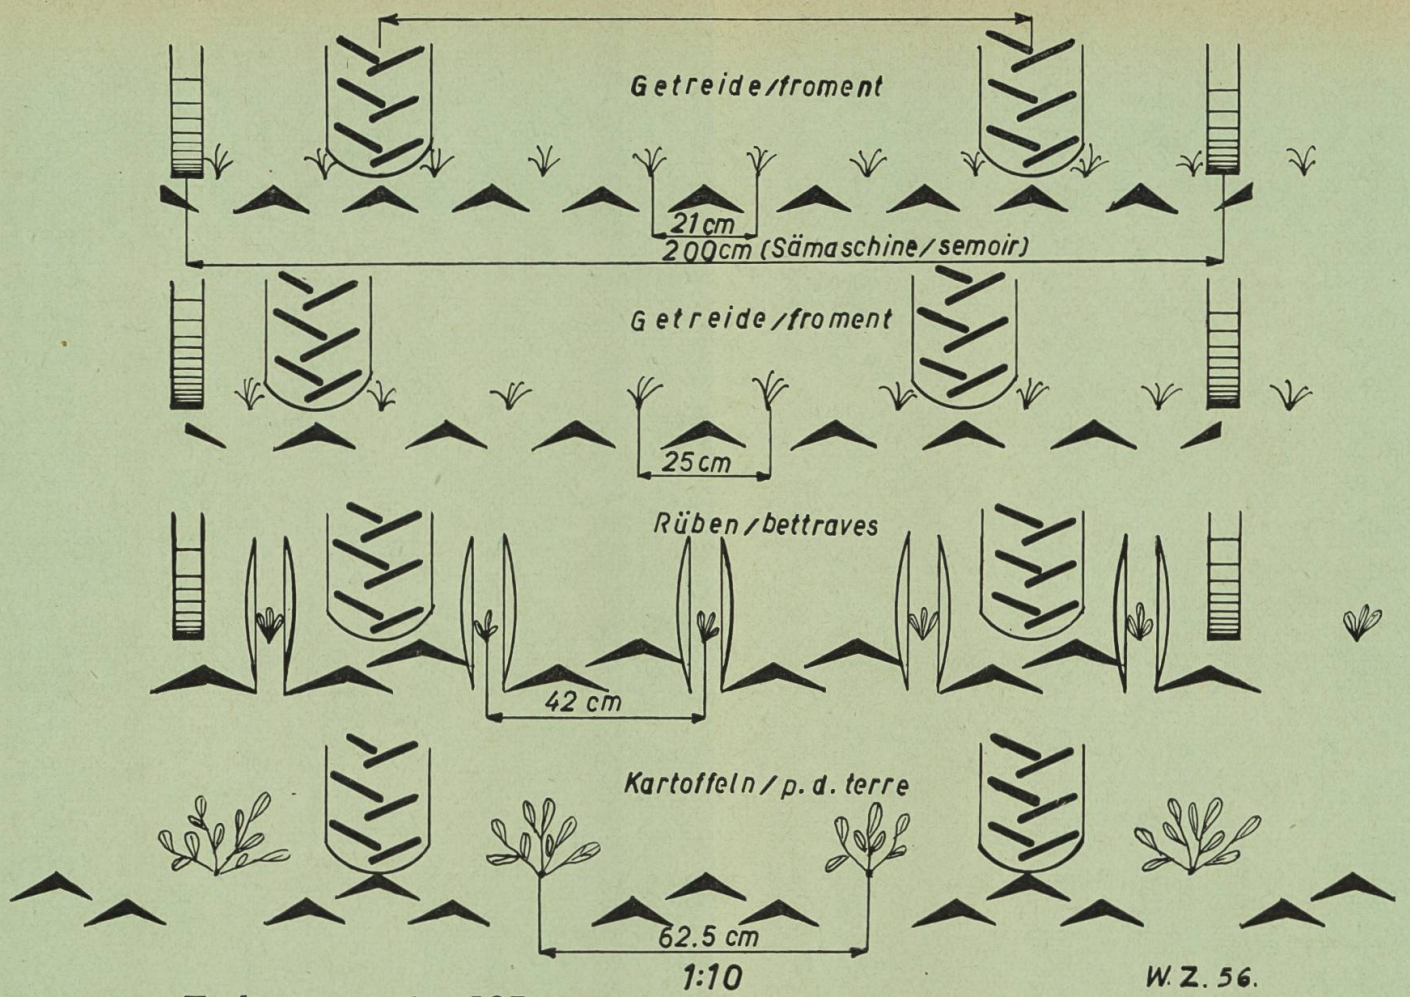 Getreide/froment
21 cm
200cm (Sämaschine/semoir)
Getreide/froment
25 cm
Rüben/bettraves
42 cm
Kartoffeln/p. d. terre
62.5 cm
1:10
W. Z. 56.